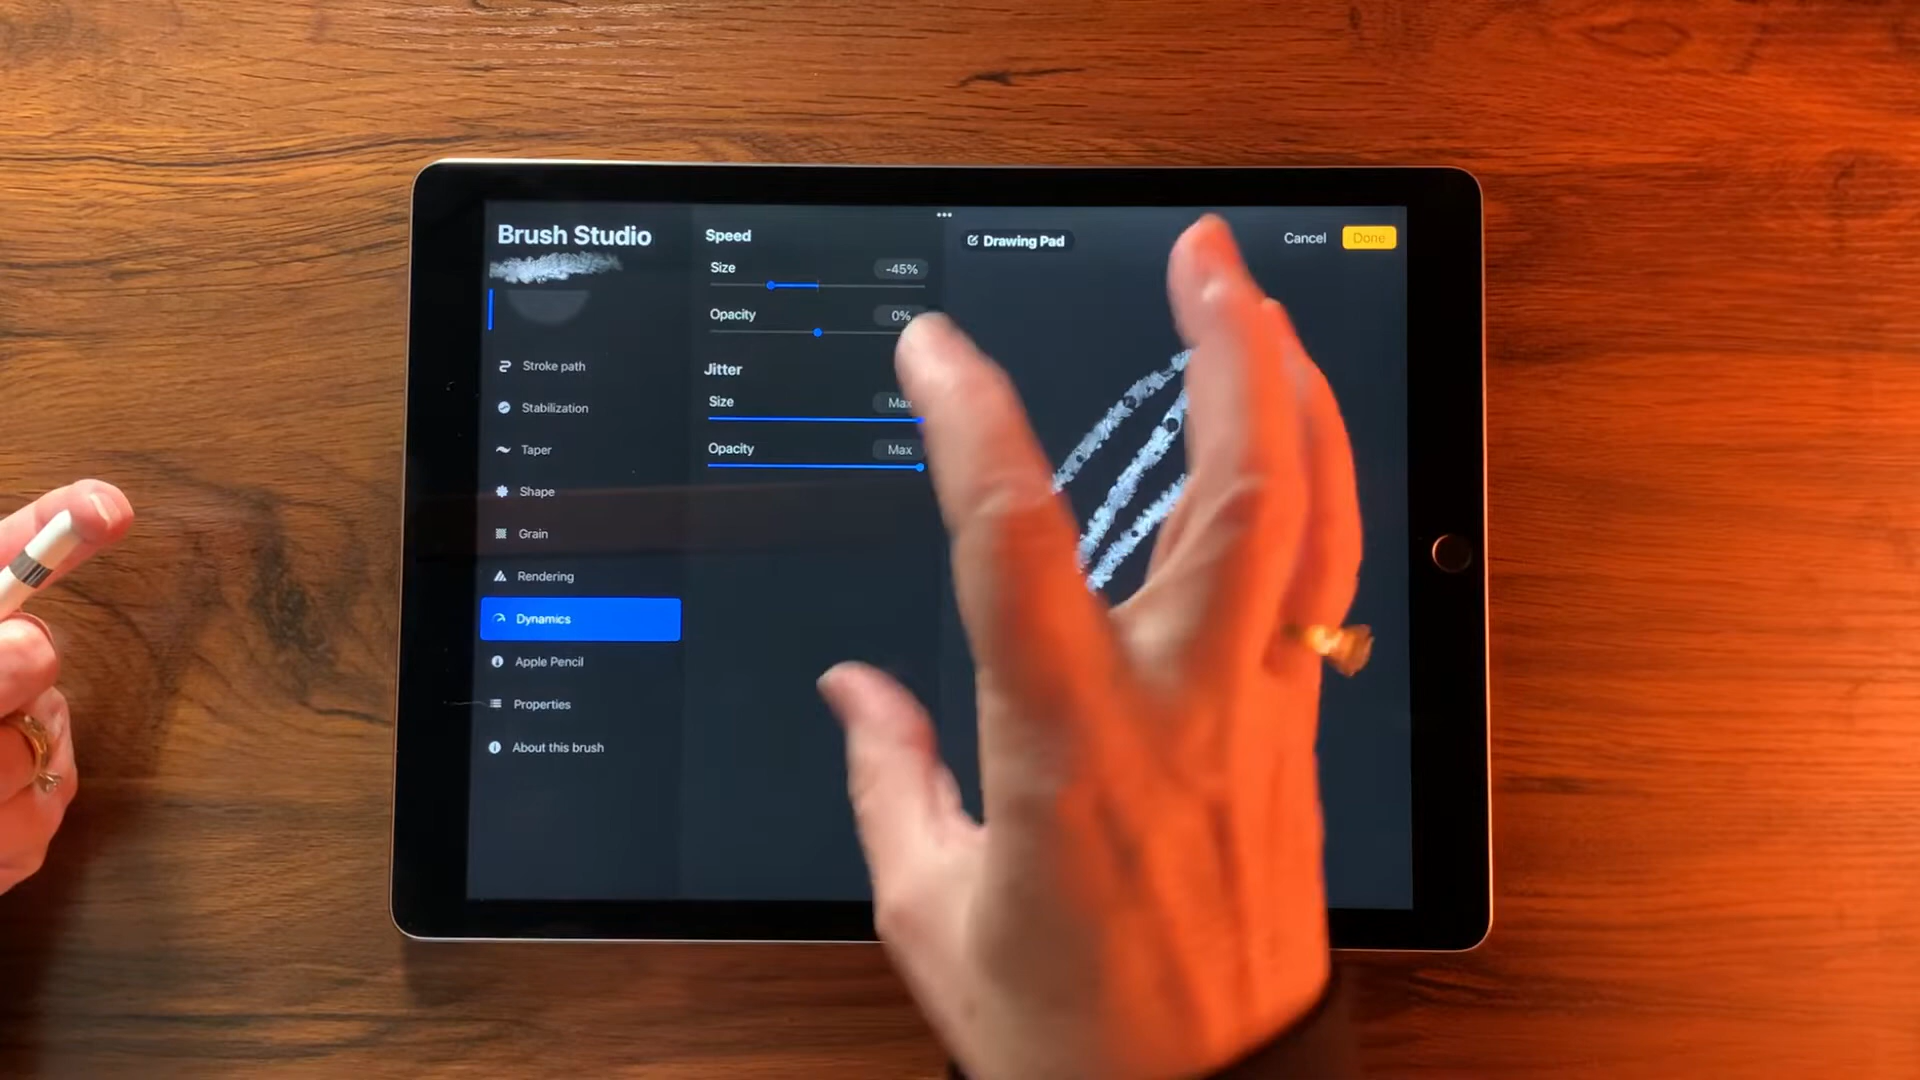 Brush Studio
Stroke path
Stabilization
Taper
Shape
Grain
Rendering
Dynamics
Apple Pencil
Properties
About this brush
Speed
Size
-45%
Opacity
0%
Jitter
Size
Max
Opacity
Max
Drawing Pad
Cancel
Done